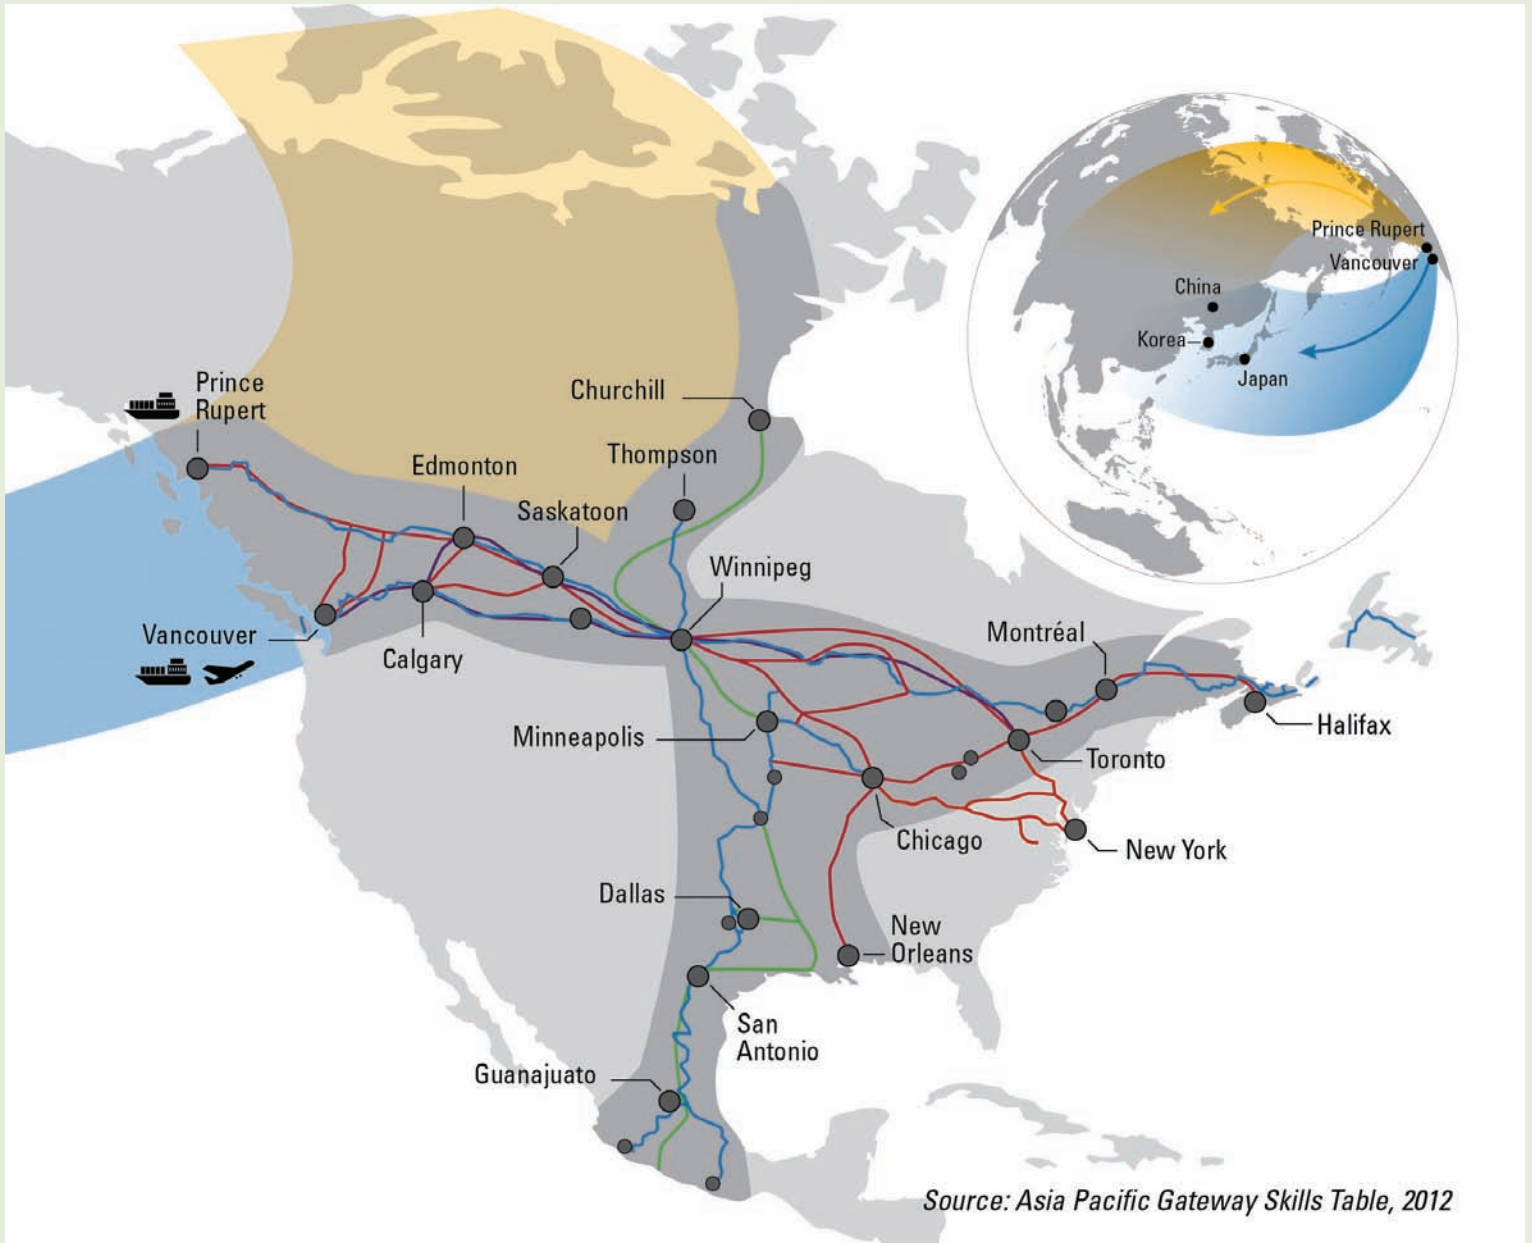 Prince Rupert
Vancouver
China
Korea
Japan
Prince
Rupert
Churchill
Edmonton
Thompson
Saskatoon
Winnipeg
Vancouver
Calgary
Montréal
Minneapolis
Halifax
Toronto
Chicago
New York
Dallas
New
Orleans
San
Antonio
Guanajuato
Source: Asia Pacific Gateway Skills Table, 2012